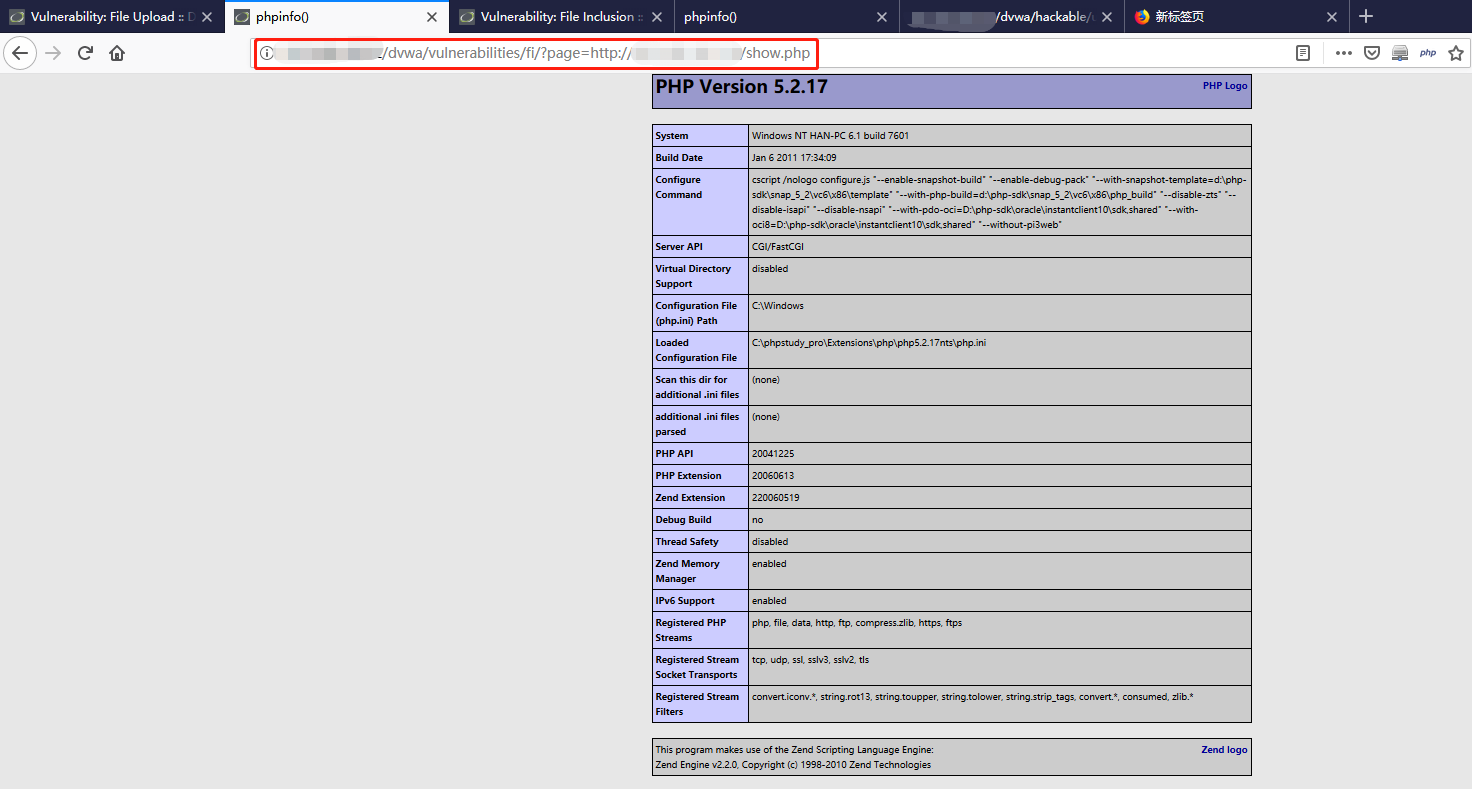 Vulnerability: File Upload :: D
phpinfo()
Vulnerability: File Inclusion ::
phpinfo()
/dvwa/hackable/
新标签页
/dvwa/vulnerabilities/fi/?page=http://
/show.php
php
PHP Version 5.2.17
PHP Logo
System
Windows NT HAN-PC 6.1 build 7601
Build Date
Jan 6 2011 17:34:09
Configure
Command
cscript /nologo configure.js "--enable-snapshot-build" "--enable-debug-pack" "--with-snapshot-template=d:\php-
sdk\snap_5_2\vc6\x86\template" "--with-php-build=d:\php-sdk\snap_5_2\vc6\x86\php_build" "--disable-zts" "--
disable-isapi" "--disable-nsapi" "--with-pdo-oci=D:\php-sdk\oracle\instantclient10\sdk,shared" "--with-
oci8=D:\php-sdk\oracle\instantclient10\sdk,shared" "--without-pi3web"
Server API
CGI/FastCGI
Virtual Directory
Support
disabled
Configuration File
(php.ini) Path
C:\Windows
Loaded
Configuration File
C:\phpstudy_pro\Extensions\php\php5.2.17nts\php.ini
Scan this dir for
additional .ini files
(none)
additional .ini files
parsed
(none)
PHP API
20041225
PHP Extension
20060613
Zend Extension
220060519
Debug Build
no
Thread Safety
disabled
Zend Memory
Manager
enabled
IPv6 Support
enabled
Registered PHP
Streams
php, file, data, http, ftp, compress.zlib, https, ftps
Registered Stream
Socket Transports
tcp, udp, ssl, sslv3, sslv2, tls
Registered Stream
Filters
convert.iconv.*, string.rot13, string.toupper, string.tolower, string.strip_tags, convert.*, consumed, zlib.*
This program makes use of the Zend Scripting Language Engine:
Zend Engine v2.2.0, Copyright (c) 1998-2010 Zend Technologies
Zend logo